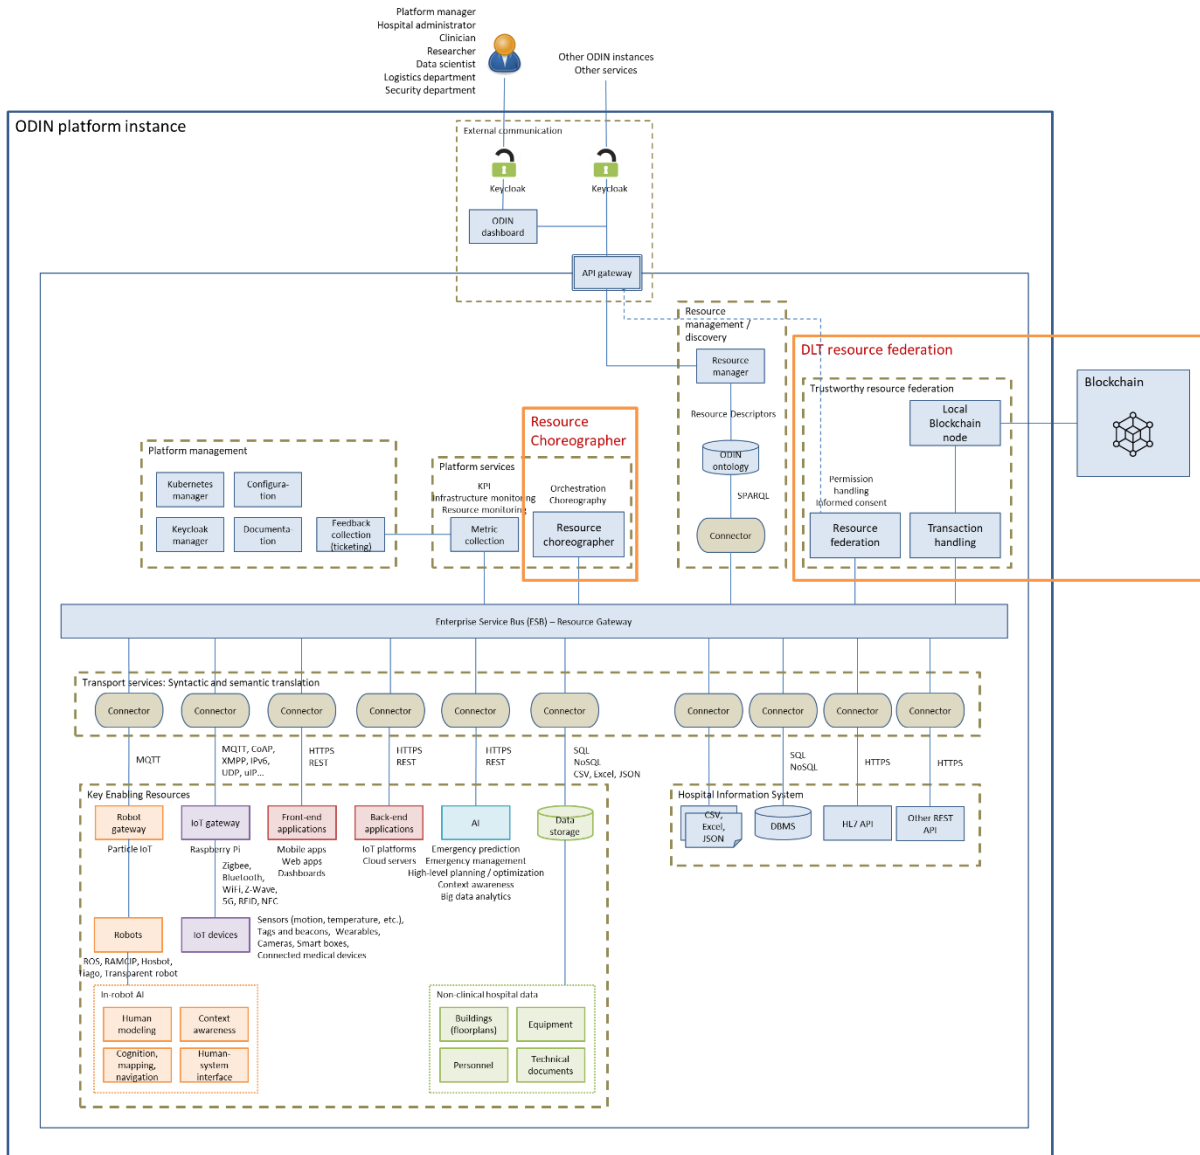 Platform manager
Hospital administrator
Clinician
Researcher
Data scientist
Logistics department
Security department
Other ODIN instances
Other services
ODIN platform instance
External communication
Keycloak
Keycloak
ODIN
dashboard
API gateway
Resource
management /
discovery
Resource
manager
Resource Descriptors
ODIN
ontology
SPARQL
Connector
DLT resource federation
Trustworthy resource federation
Local
Blockchain
node
Blockchain
Permission
handling
Informed consent
Resource
federation
Transaction
handling
Resource
Choreographer
Platform management
Kubernetes
manager
Configura-
tion
Keycloak
manager
Documenta-
tion
Feedback
collection
(ticketing)
Platform services
KPI
Infrastructure monitoring
Resource monitoring
Metric
collection
Orchestration
Choreography
Resource
choreographer
Enterprise Service Bus (ESB) – Resource Gateway
Transport services: Syntactic and semantic translation
Connector
Connector
Connector
Connector
Connector
Connector
Connector
Connector
Connector
Connector
MQTT
MQTT, CoAP,
XMPP, IPv6,
UDP, uIP...
HTTPS
REST
HTTPS
REST
HTTPS
REST
SQL
NoSQL
CSV, Excel, JSON
SQL
NoSQL
HTTPS
HTTPS
Key Enabling Resources
Robot
gateway
Particle IoT
IoT gateway
Raspberry Pi
Zigbee,
Bluetooth,
WiFi, Z-Wave,
5G, RFID, NFC
Front-end
applications
Mobile apps
Web apps
Dashboards
Back-end
applications
IoT platforms
Cloud servers
AI
Emergency prediction
Emergency management
High-level planning / optimization
Context awareness
Big data analytics
Data
storage
Hospital Information System
CSV,
Excel,
JSON
DBMS
HL7 API
Other REST
API
Robots
ROS, RAMCIP, Hosbot,
Tiago, Transparent robot
IoT devices
Sensors (motion, temperature, etc.),
Tags and beacons, Wearables,
Cameras, Smart boxes,
Connected medical devices
In-robot AI
Human
modeling
Context
awareness
Cognition,
mapping,
navigation
Human-
system
interface
Non-clinical hospital data
Buildings
(floorplans)
Equipment
Personnel
Technical
documents